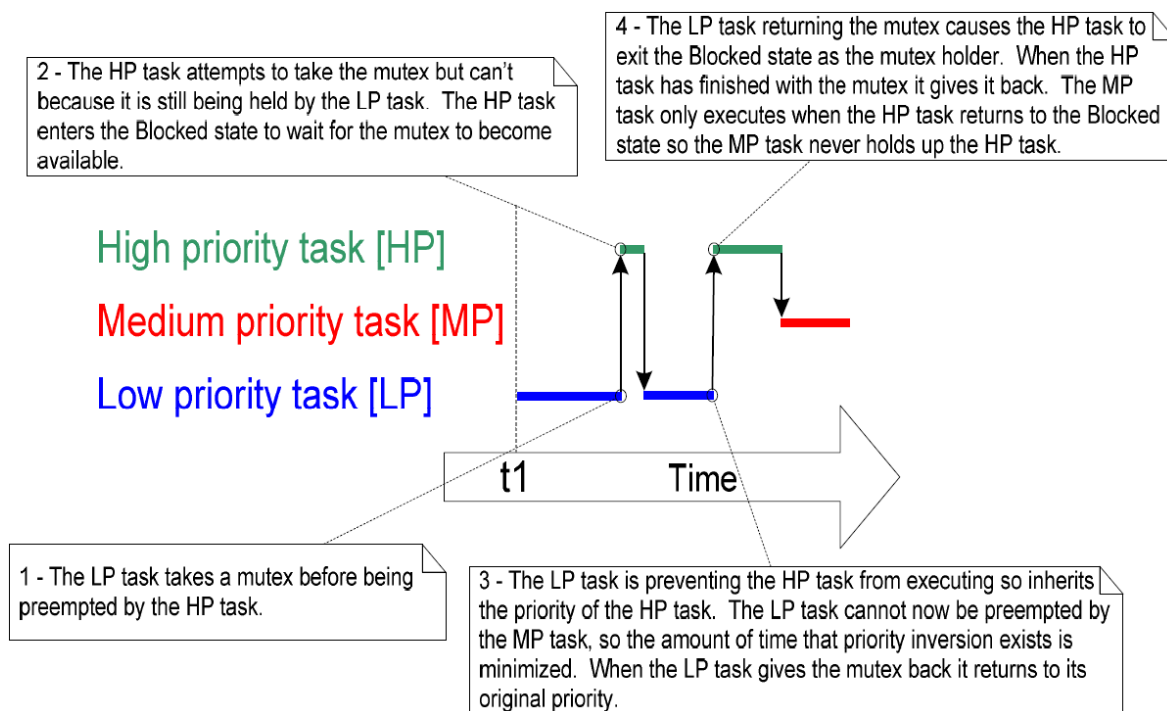 2 - The HP task attempts to take the mutex but can't
because it is still being held by the LP task. The HP task
enters the Blocked state to wait for the mutex to become
available.
4 - The LP task returning the mutex causes the HP task to
exit the Blocked state as the mutex holder. When the HP
task has finished with the mutex it gives it back. The MP
task only executes when the HP task returns to the Blocked
state so the MP task never holds up the HP task.
High priority task [HP]
Medium priority task [MP]
Low priority task [LP]
t1 Time
1 - The LP task takes a mutex before being
preempted by the HP task.
3 - The LP task is preventing the HP task from executing so inherits
the priority of the HP task. The LP task cannot now be preempted by
the MP task, so the amount of time that priority inversion exists is
minimized. When the LP task gives the mutex back it returns to its
original priority.